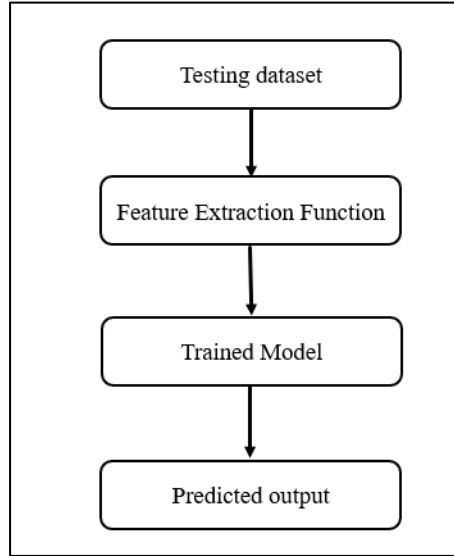 Testing dataset
Feature Extraction Function
Trained Model
Predicted output